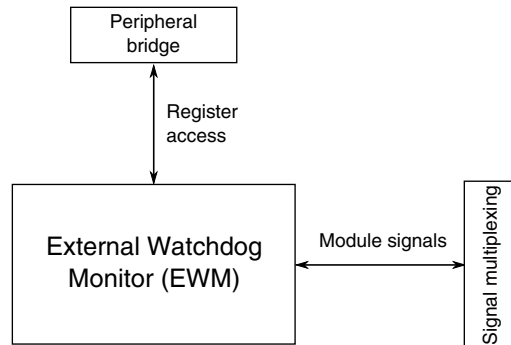 Peripheral
bridge
Register
access
External Watchdog
Monitor (EWM)
Module signals
Signal multiplexing